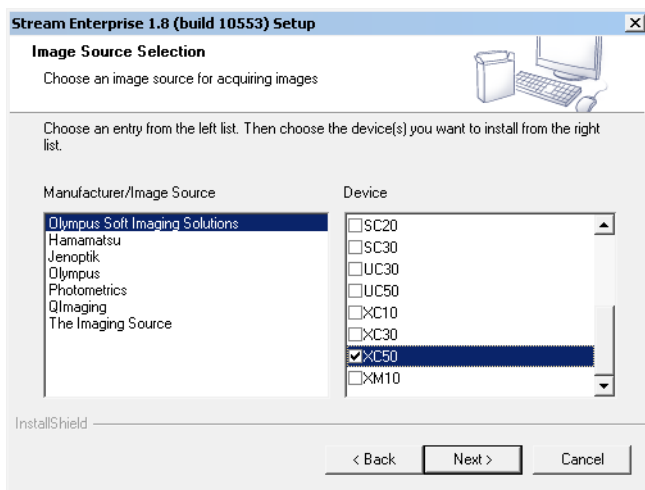 Stream Enterprise 1.8 (build 10553) Setup
Image Source Selection
Choose an image source for acquiring images
Choose an entry from the left list. Then choose the device(s) you want to install from the right
list.
Manufacturer/Image Source
Device
Olympus Soft Imaging Solutions
Hamamatsu
Jenoptik
Olympus
Photometrics
QImaging
The Imaging Source
SC20
SC30
UC30
UC50
XC10
XC30
XC50
XM10
InstallShield
< Back
Next >
Cancel